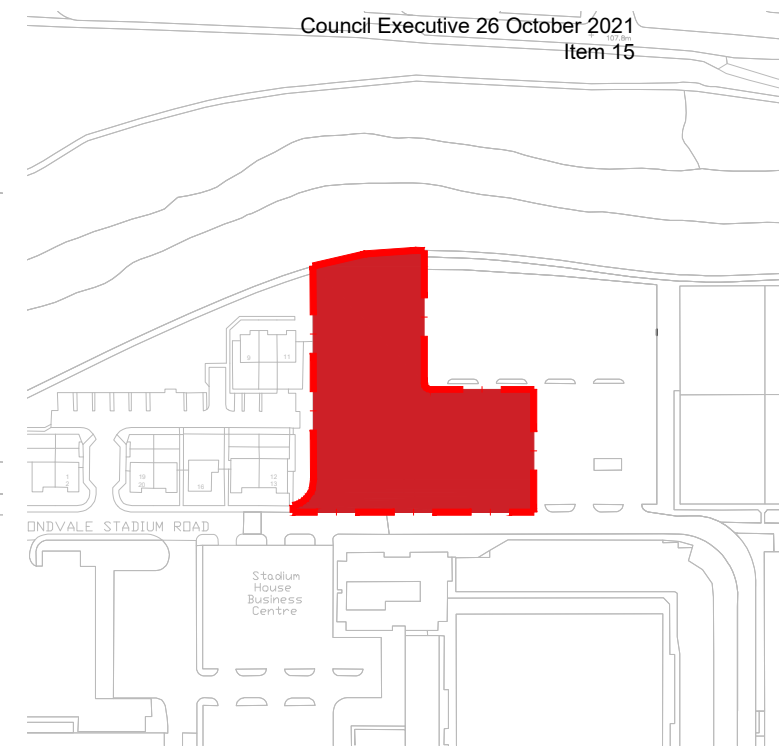 Council Executive 26 October 2021
107.8m
Item 15
9
11
1
2
19
20
16
12
13
ONDVALE STADIUM ROAD
Stadium
House
Business
Centre